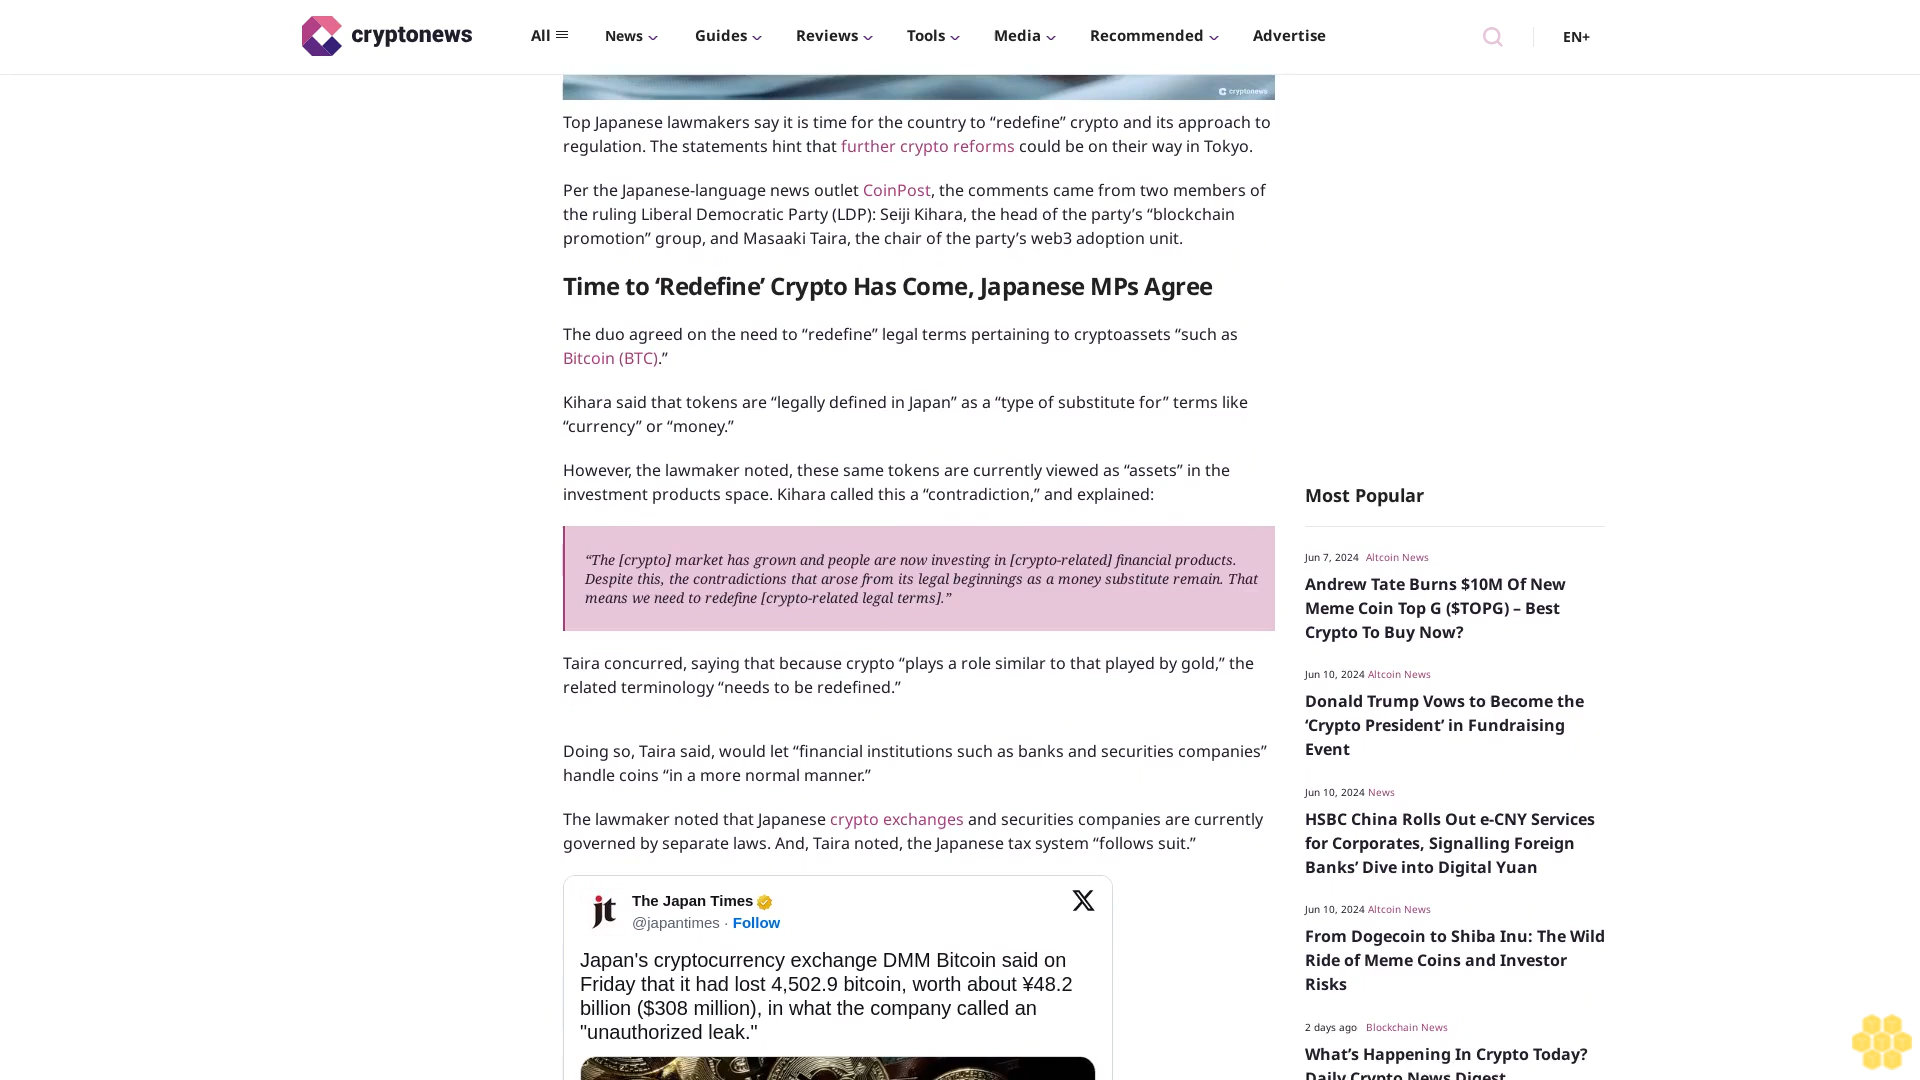 cryptonews
All
News
Guides
Reviews
Tools
Media
Recommended
Advertise
EN+
cryptonews
Top Japanese lawmakers say it is time for the country to “redefine” crypto and its approach to
regulation. The statements hint that further crypto reforms could be on their way in Tokyo.
Per the Japanese-language news outlet CoinPost, the comments came from two members of
the ruling Liberal Democratic Party (LDP): Seiji Kihara, the head of the party’s “blockchain
promotion” group, and Masaaki Taira, the chair of the party’s web3 adoption unit.
Time to ‘Redefine’ Crypto Has Come, Japanese MPs Agree
The duo agreed on the need to “redefine” legal terms pertaining to cryptoassets “such as
Bitcoin (BTC).”
Kihara said that tokens are “legally defined in Japan” as a “type of substitute for” terms like
“currency” or “money.”
However, the lawmaker noted, these same tokens are currently viewed as “assets” in the
investment products space. Kihara called this a “contradiction,” and explained:
“The [crypto] market has grown and people are now investing in [crypto-related] financial products.
Despite this, the contradictions that arose from its legal beginnings as a money substitute remain. That
means we need to redefine [crypto-related legal terms].”
Taira concurred, saying that because crypto “plays a role similar to that played by gold,” the
related terminology “needs to be redefined.”
Doing so, Taira said, would let “financial institutions such as banks and securities companies”
handle coins “in a more normal manner.”
The lawmaker noted that Japanese crypto exchanges and securities companies are currently
governed by separate laws. And, Taira noted, the Japanese tax system “follows suit.”
jt
The Japan Times
@japantimes · Follow
Japan's cryptocurrency exchange DMM Bitcoin said on
Friday that it had lost 4,502.9 bitcoin, worth about ¥48.2
billion ($308 million), in what the company called an
"unauthorized leak."
Most Popular
Jun 7, 2024 Altcoin News
Andrew Tate Burns $10M Of New
Meme Coin Top G ($TOPG) – Best
Crypto To Buy Now?
Jun 10, 2024 Altcoin News
Donald Trump Vows to Become the
‘Crypto President’ in Fundraising
Event
Jun 10, 2024 News
HSBC China Rolls Out e-CNY Services
for Corporates, Signalling Foreign
Banks’ Dive into Digital Yuan
Jun 10, 2024 Altcoin News
From Dogecoin to Shiba Inu: The Wild
Ride of Meme Coins and Investor
Risks
2 days ago Blockchain News
What’s Happening In Crypto Today?
Daily Crypto News Digest